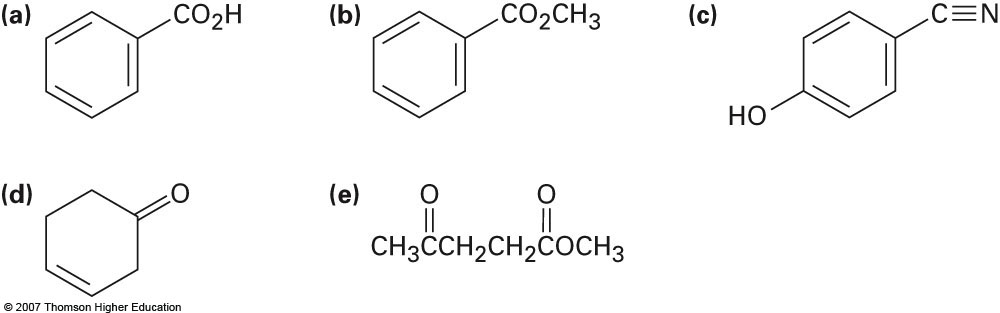 (a) CO₂H
(b) CO₂CH₃
(c) C≡N
HO
(d) O
(e) O O
CH₃CCH₂CH₂COCH₃
© 2007 Thomson Higher Education